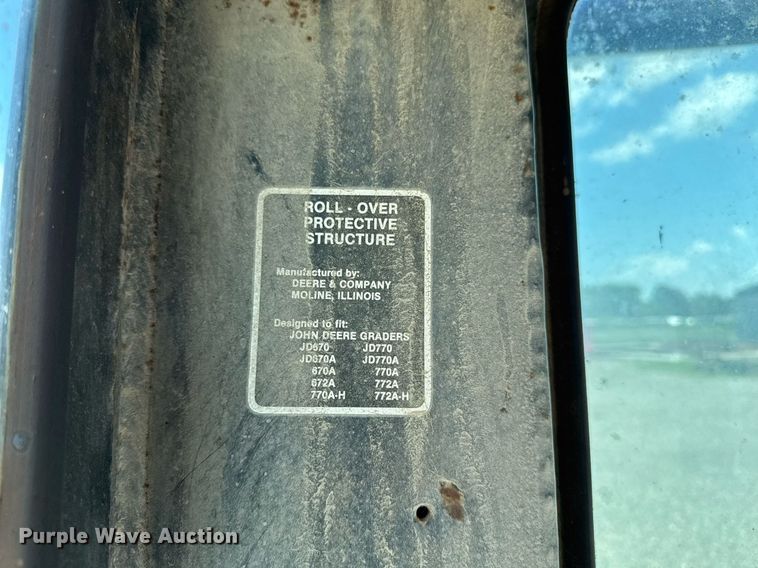 ROLL - OVER
PROTECTIVE
STRUCTURE
Manufactured by:
DEERE & COMPANY
MOLINE, ILLINOIS
Designed to fit:
JOHN DEERE GRADERS
JD670 JD770
JD670A JD770A
670A 770A
672A 772A
770A-H 772A-H
Purple Wave Auction